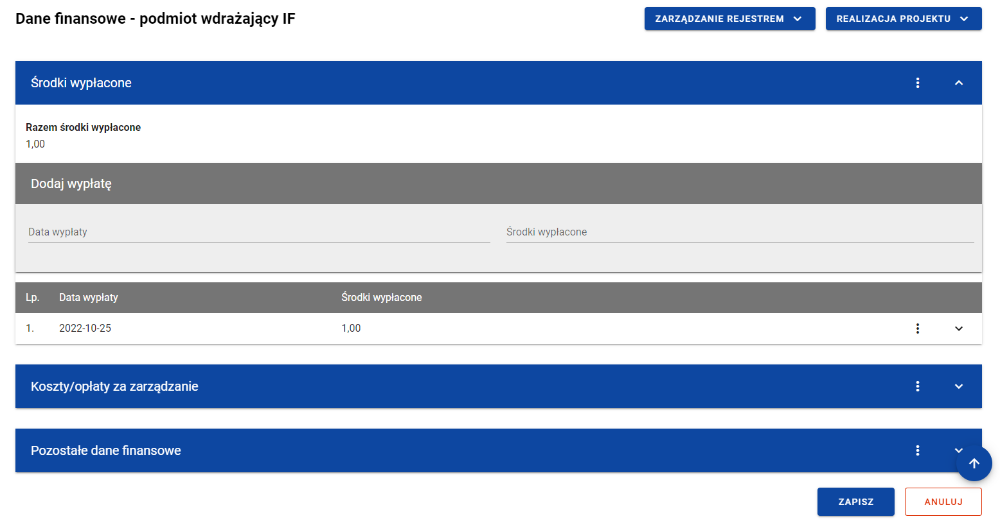 Dane finansowe - podmiot wdrażający IF
ZARZĄDZANIE REJESTREM
REALIZACJA PROJEKTU
Środki wypłacone
Razem środki wypłacone
1,00
Dodaj wypłatę
Data wypłaty Środki wypłacone
Lp. Data wypłaty Środki wypłacone
1. 2022-10-25 1,00
Koszty/opłaty za zarządzanie
Pozostałe dane finansowe
ZAPISZ ANULUJ